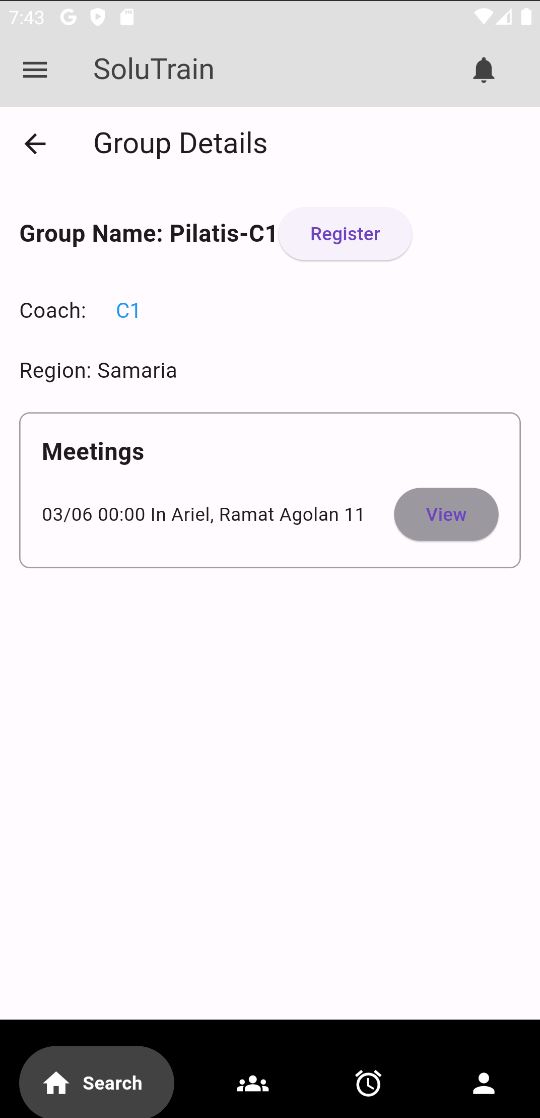 7:43
SoluTrain
Group Details
Group Name: Pilatis-C1 Register
Coach: C1
Region: Samaria
Meetings
03/06 00:00 In Ariel, Ramat Agolan 11 View
Search